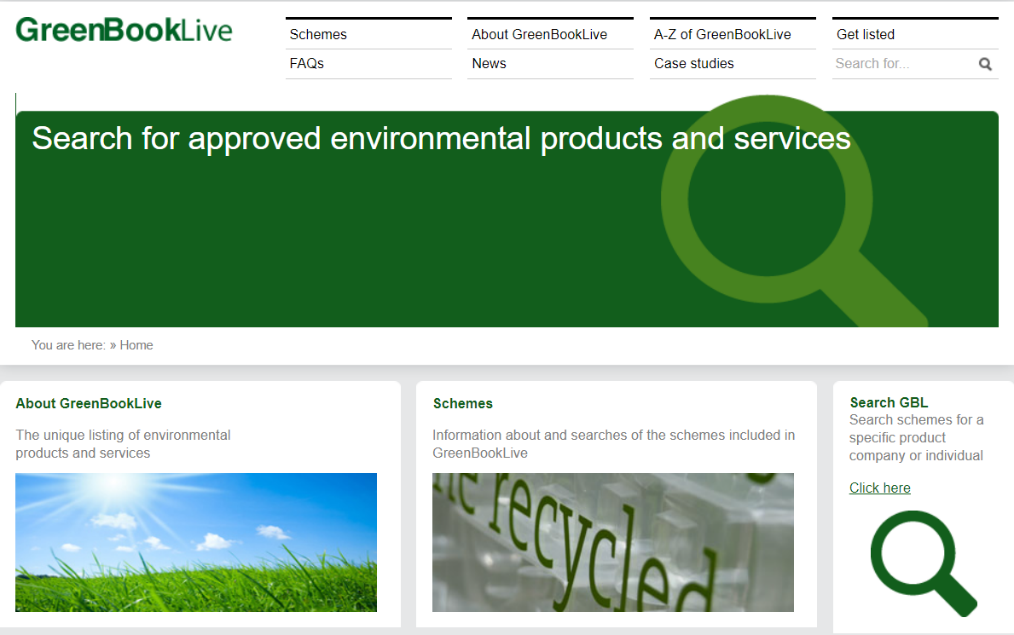 GreenBookLive
Schemes
About GreenBookLive
A-Z of GreenBookLive
Get listed
FAQs
News
Case studies
Search for...
Search for approved environmental products and services
You are here: » Home
About GreenBookLive
The unique listing of environmental
products and services
Schemes
Information about and searches of the schemes included in
GreenBookLive
the recycled
Search GBL
Search schemes for a
specific product
company or individual
Click here